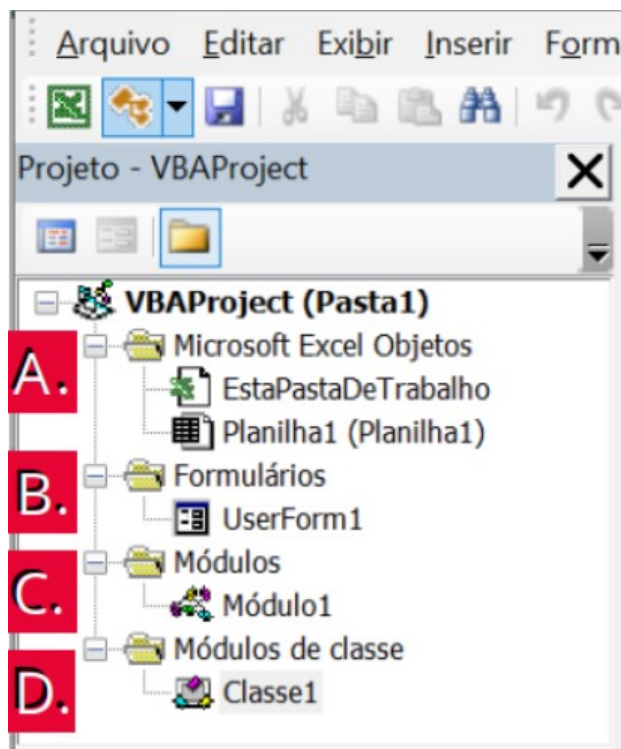 Arquivo Editar Exibir Inserir Form
Projeto - VBAProject
VBAProject (Pasta1)
A. Microsoft Excel Objetos
EstaPastaDeTrabalho
Planilha1 (Planilha1)
B. Formulários
UserForm1
C. Módulos
Módulo1
D. Módulos de classe
Classe1